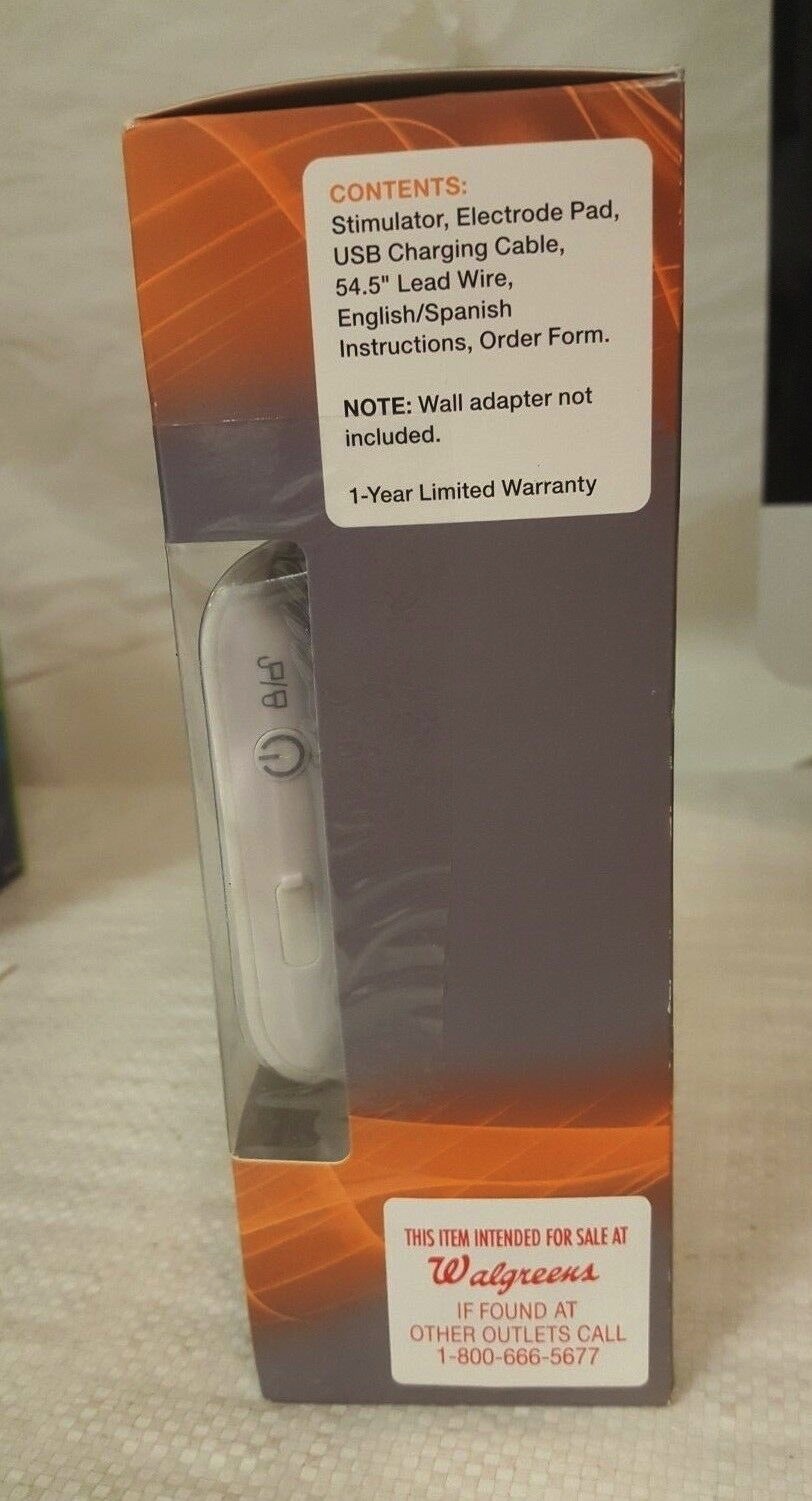 CONTENTS:
Stimulator, Electrode Pad,
USB Charging Cable,
54.5" Lead Wire,
English/Spanish
Instructions, Order Form.
NOTE: Wall adapter not
included.
1-Year Limited Warranty
THIS ITEM INTENDED FOR SALE AT
Walgreens
IF FOUND AT
OTHER OUTLETS CALL
1-800-666-5677